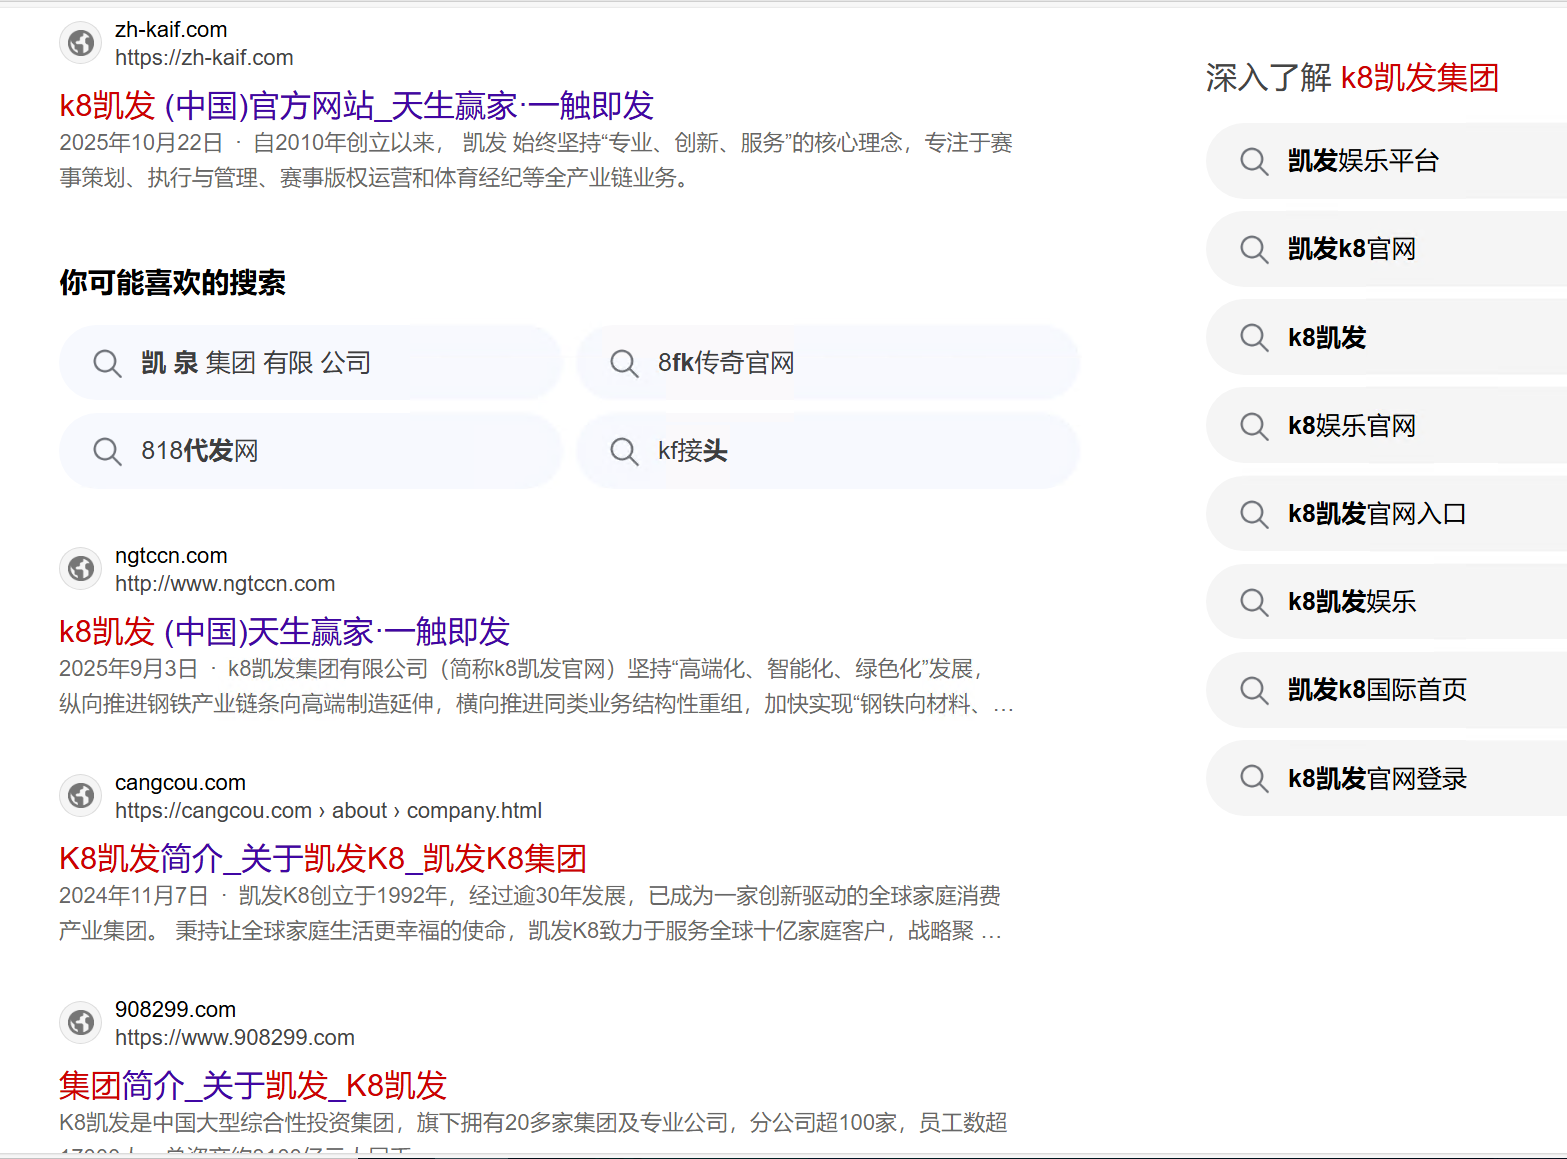 zh-kaif.com
https://zh-kaif.com
k8凯发 (中国)官方网站_天生赢家·一触即发
2025年10月22日 · 自2010年创立以来， 凯发 始终坚持“专业、创新、服务”的核心理念，专注于赛
事策划、执行与管理、赛事版权运营和体育经纪等全产业链业务。
你可能喜欢的搜索
凯 泉 集团 有限 公司
8fk传奇官网
818代发网
kf接头
ngtccn.com
http://www.ngtccn.com
k8凯发 (中国)天生赢家·一触即发
2025年9月3日 · k8凯发集团有限公司（简称k8凯发官网）坚持“高端化、智能化、绿色化”发展，
纵向推进钢铁产业链条向高端制造延伸，横向推进同类业务结构性重组，加快实现“钢铁向材料、…
cangcou.com
https://cangcou.com › about › company.html
K8凯发简介_关于凯发K8_凯发K8集团
2024年11月7日 · 凯发K8创立于1992年，经过逾30年发展，已成为一家创新驱动的全球家庭消费
产业集团。 秉持让全球家庭生活更幸福的使命，凯发K8致力于服务全球十亿家庭客户，战略聚 …
908299.com
https://www.908299.com
集团简介_关于凯发_K8凯发
K8凯发是中国大型综合性投资集团，旗下拥有20多家集团及专业公司，分公司超100家，员工数超
深入了解 k8凯发集团
凯发娱乐平台
凯发k8官网
k8凯发
k8娱乐官网
k8凯发官网入口
k8凯发娱乐
凯发k8国际首页
k8凯发官网登录